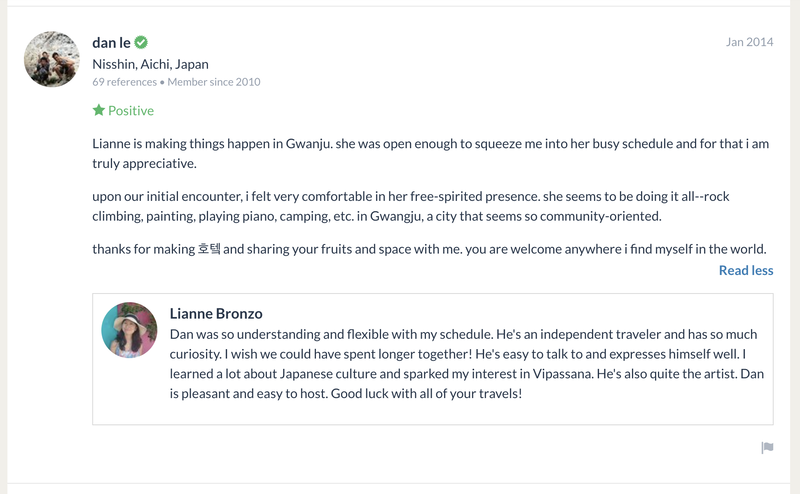 dan le
Jan 2014
Nisshin, Aichi, Japan
69 references • Member since 2010
Positive
Lianne is making things happen in Gwanju. she was open enough to squeeze me into her busy schedule and for that i am
truly appreciative.
upon our initial encounter, i felt very comfortable in her free-spirited presence. she seems to be doing it all--rock
climbing, painting, playing piano, camping, etc. in Gwangju, a city that seems so community-oriented.
thanks for making 호텤 and sharing your fruits and space with me. you are welcome anywhere i find myself in the world.
Read less
Lianne Bronzo
Dan was so understanding and flexible with my schedule. He's an independent traveler and has so much
curiosity. I wish we could have spent longer together! He's easy to talk to and expresses himself well. I
learned a lot about Japanese culture and sparked my interest in Vipassana. He's also quite the artist. Dan
is pleasant and easy to host. Good luck with all of your travels!